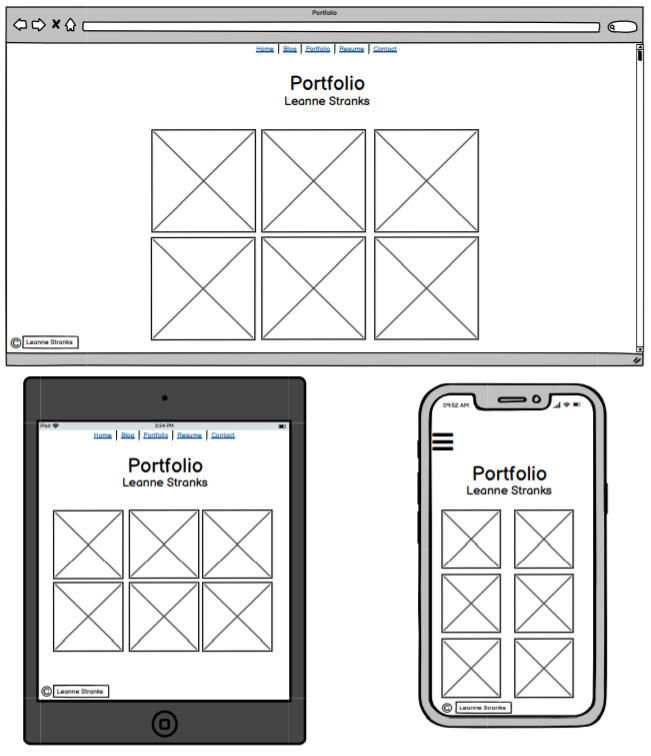 Portfolio
Home Blog Portfolio Resume Contact
Portfolio
Leanne Stranks
© Leanne Stranks
iPad 3:34 PM
Home Blog Portfolio Resume Contact
Portfolio
Leanne Stranks
© Leanne Stranks
09:52 AM
Portfolio
Leanne Stranks
© Leanne Stranks